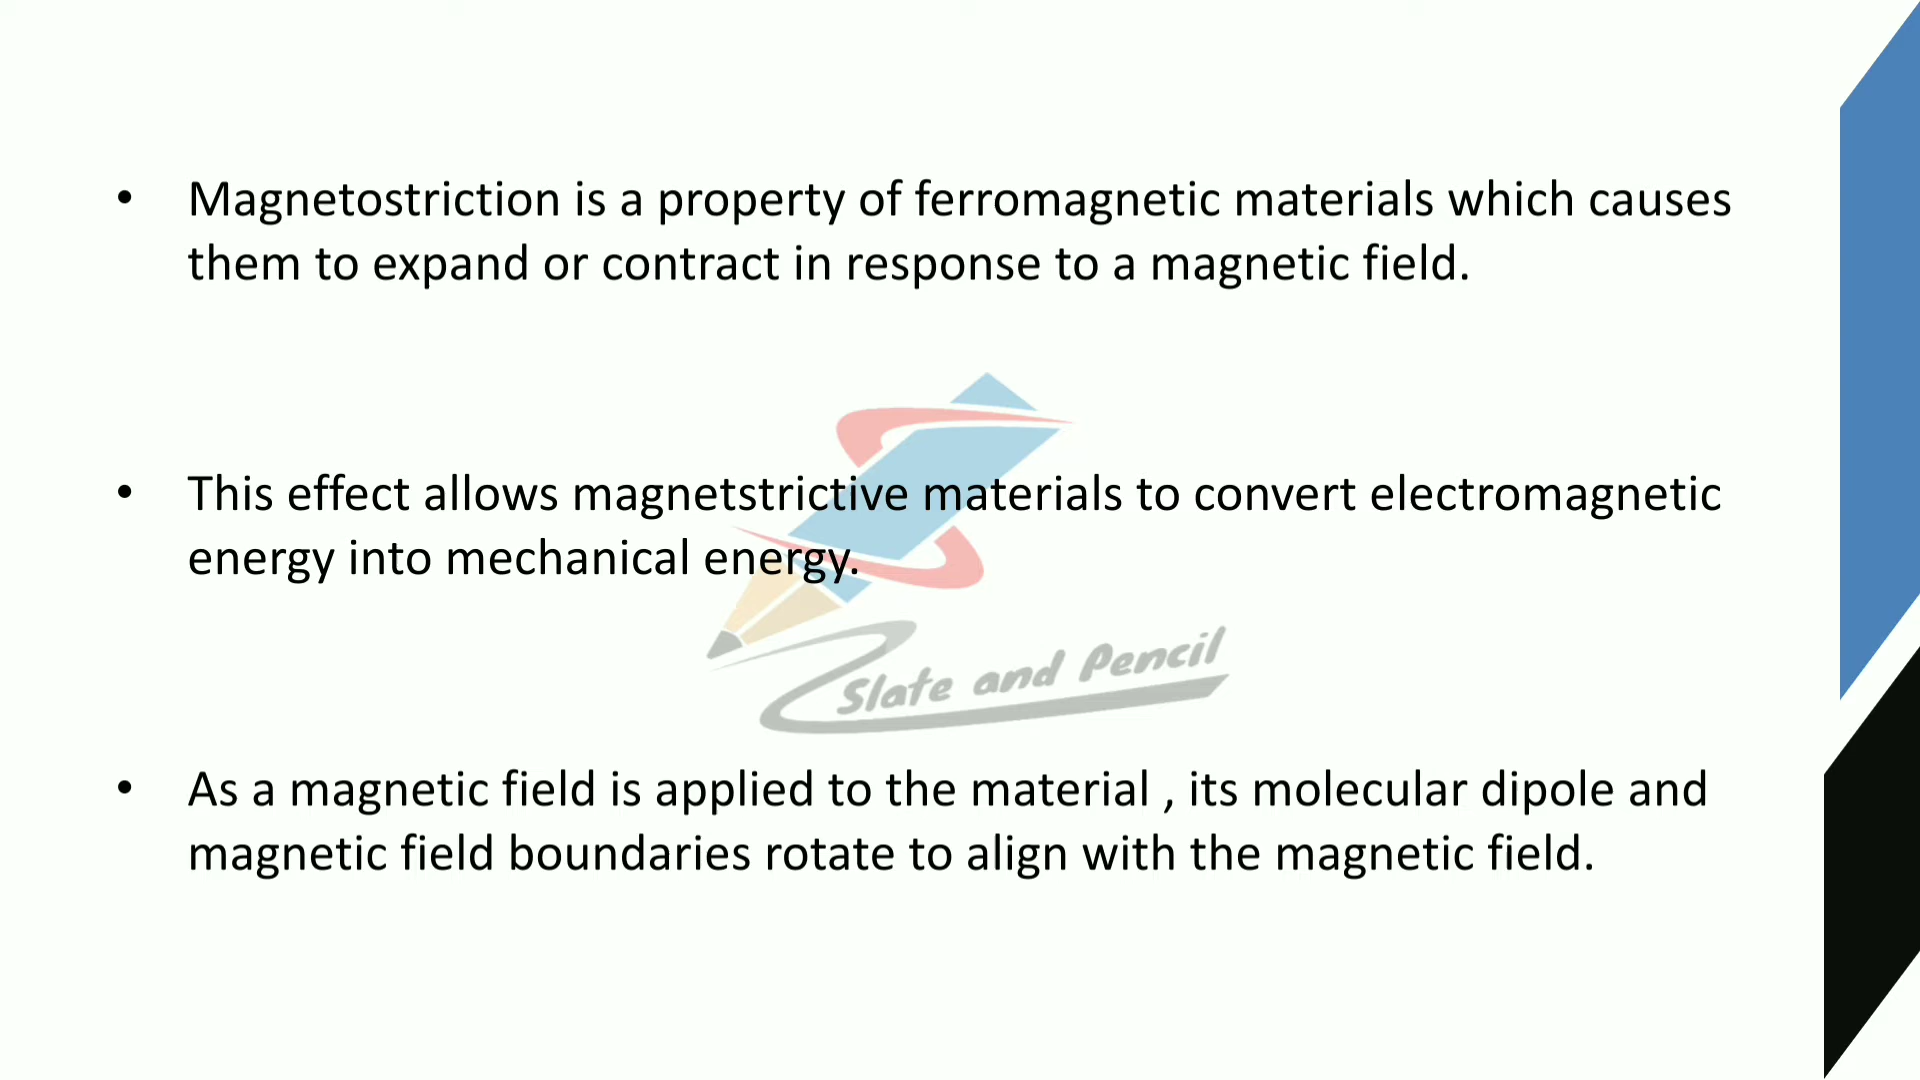 • Magnetostriction is a property of ferromagnetic materials which causes
them to expand or contract in response to a magnetic field.
• This effect allows magnetstrictive materials to convert electromagnetic
energy into mechanical energy.
Slate and Pencil
• As a magnetic field is applied to the material , its molecular dipole and
magnetic field boundaries rotate to align with the magnetic field.